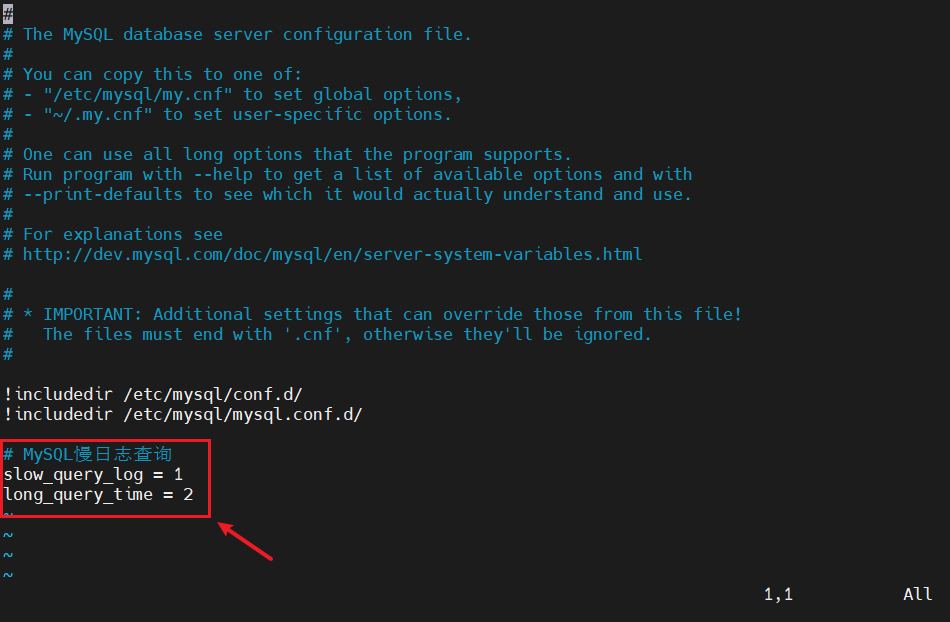 #
# The MySQL database server configuration file.
#
# You can copy this to one of:
# - "/etc/mysql/my.cnf" to set global options,
# - "~/.my.cnf" to set user-specific options.
#
# One can use all long options that the program supports.
# Run program with --help to get a list of available options and with
# --print-defaults to see which it would actually understand and use.
#
# For explanations see
# http://dev.mysql.com/doc/mysql/en/server-system-variables.html
#
# * IMPORTANT: Additional settings that can override those from this file!
#   The files must end with '.cnf', otherwise they'll be ignored.
#
!includedir /etc/mysql/conf.d/
!includedir /etc/mysql/mysql.conf.d/
# MySQL慢日志查询
slow_query_log = 1
long_query_time = 2
~
~
~
~
1,1 All